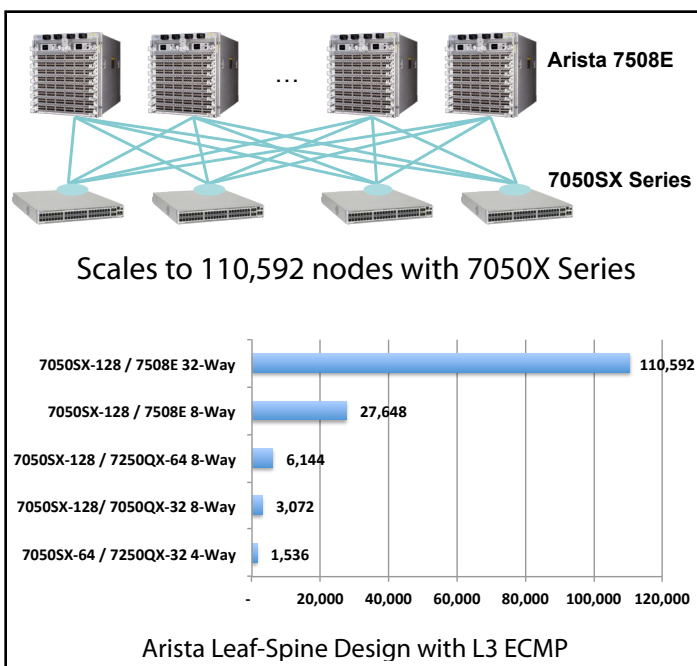 Arista 7508E
...
7050SX Series
Scales to 110,592 nodes with 7050X Series
7050SX-128 / 7508E 32-Way
110,592
7050SX-128 / 7508E 8-Way
27,648
7050SX-128 / 7250QX-64 8-Way
6,144
7050SX-128/ 7050QX-32 8-Way
3,072
7050SX-64 / 7250QX-32 4-Way
1,536
- 20,000 40,000 60,000 80,000 100,000 120,000
Arista Leaf-Spine Design with L3 ECMP